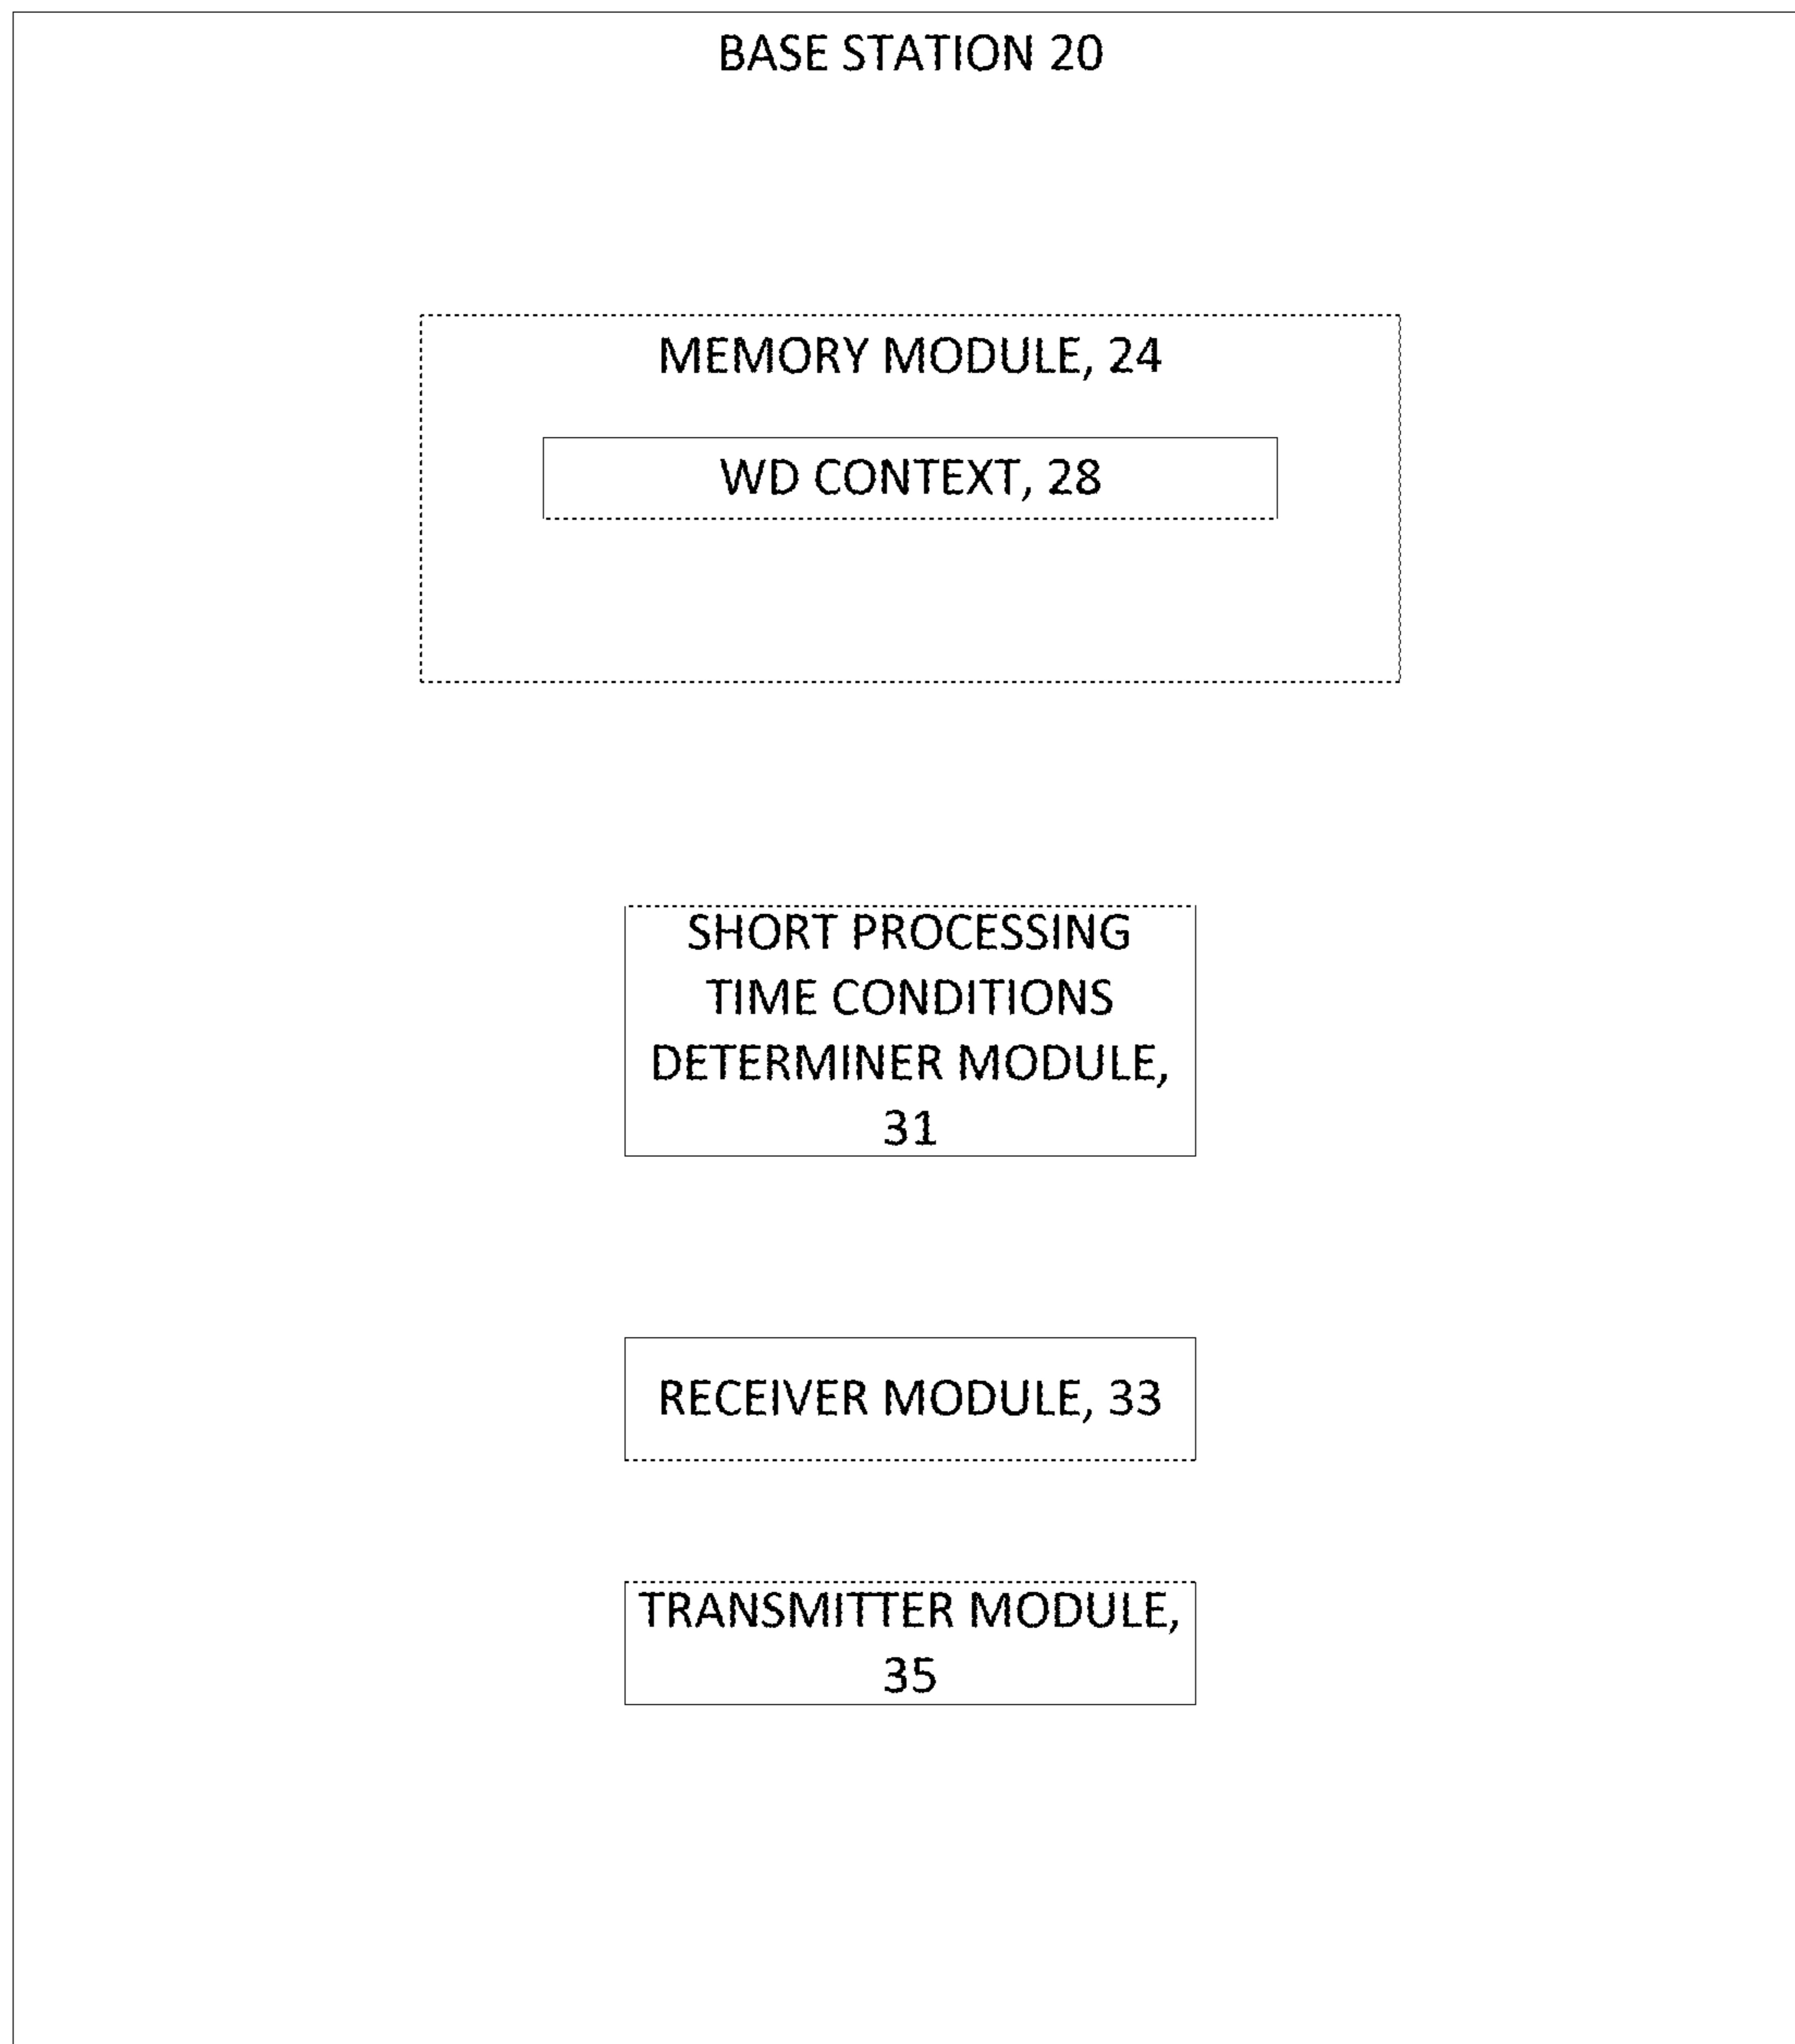 BASE STATION 20
MEMORY MODULE, 24
WD CONTEXT, 28
SHORT PROCESSING
TIME CONDITIONS
DETERMINER MODULE,
31
RECEIVER MODULE, 33
TRANSMITTER MODULE,
35